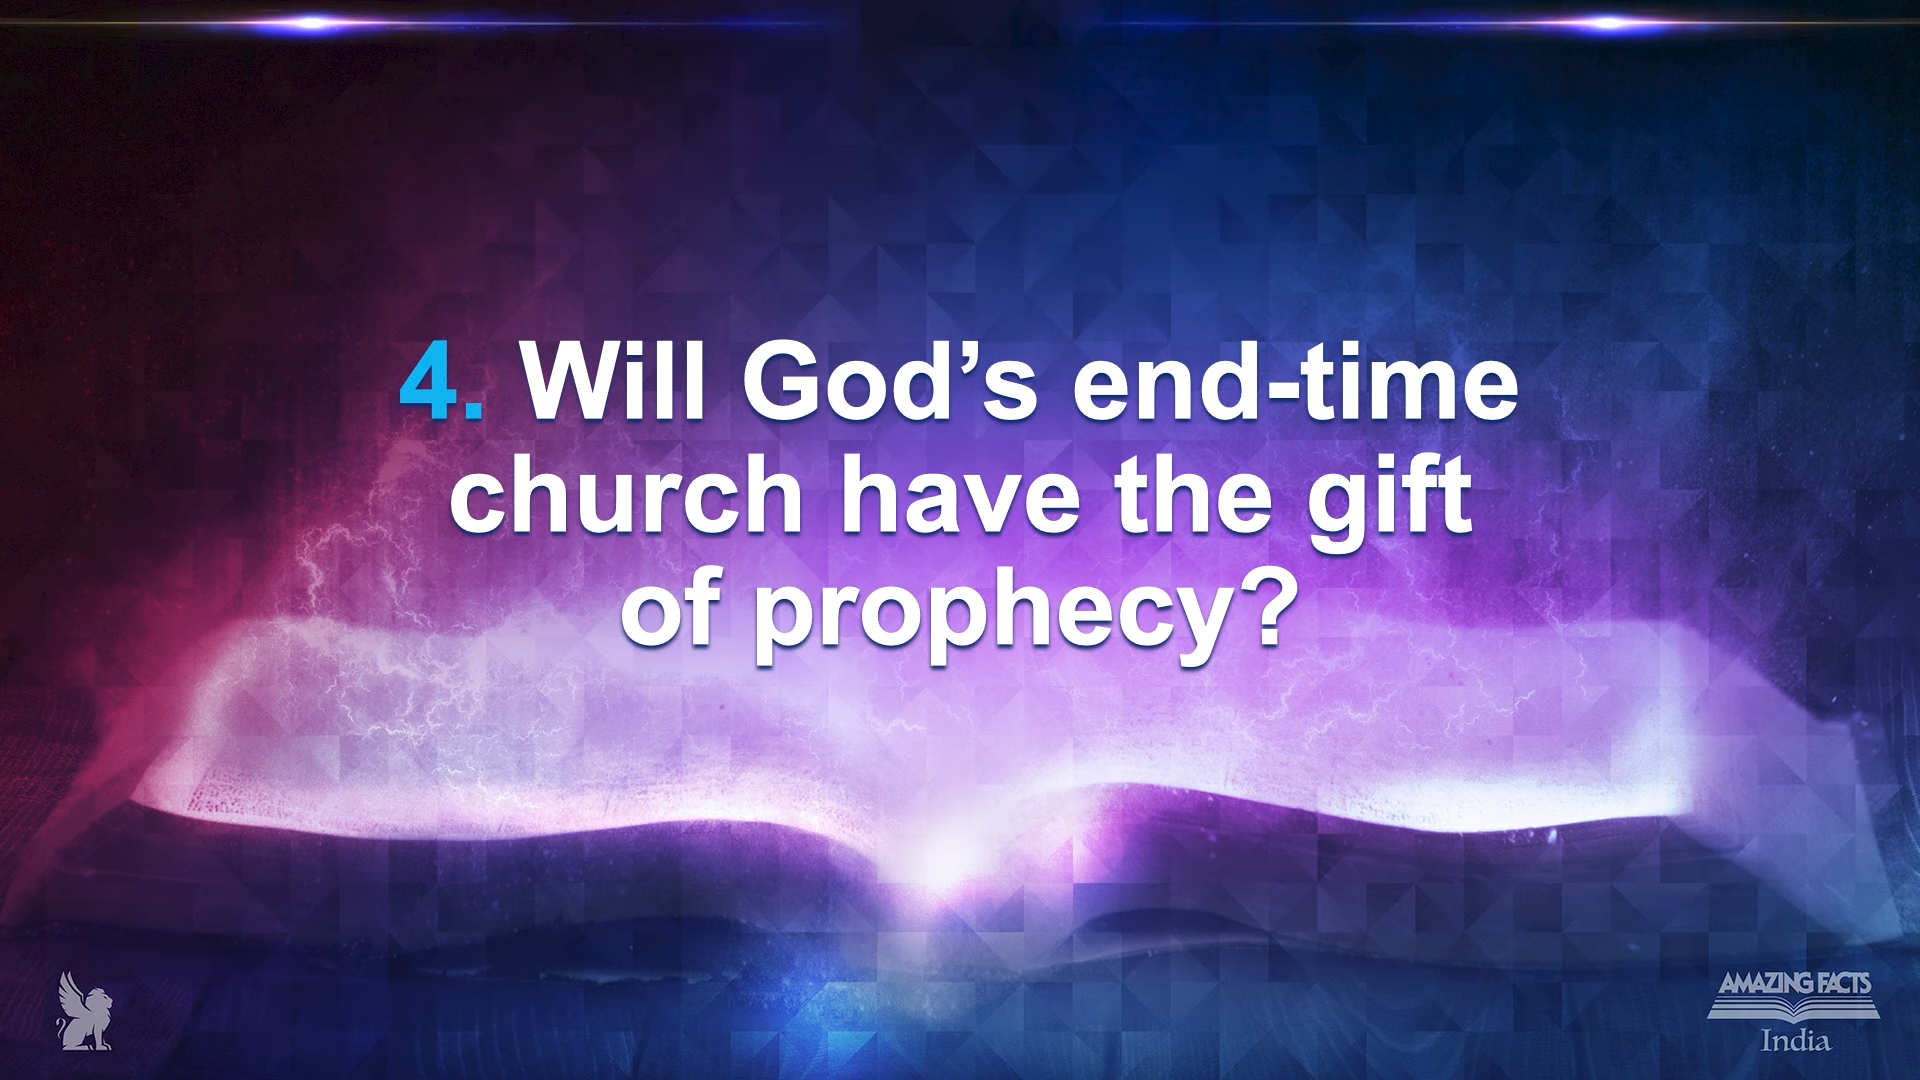 4. Will God’s end-time
church have the gift
of prophecy?
AMAZING FACTS
India